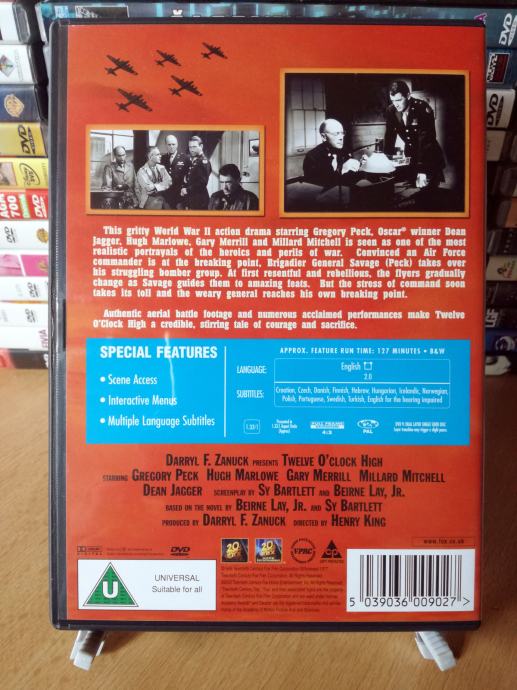 This gritty World War II action drama starring Gregory Peck, Oscar® winner Dean
Jagger, Hugh Marlowe, Gary Merrill and Millard Mitchell is seen as one of the most
realistic portrayals of the heroics and perils of war. Convinced an Air Force
commander is at the breaking point, Brigadier General Savage (Peck) takes over
his struggling bomber group. At first resentful and rebellious, the flyers gradually
change as Savage guides them to amazing feats. But the stress of command soon
takes its toll and the weary general reaches his own breaking point.
Authentic aerial battle footage and numerous acclaimed performances make Twelve
O'Clock High a credible, stirring tale of courage and sacrifice.
SPECIAL FEATURES
• Scene Access
• Interactive Menus
• Multiple Language Subtitles
APPROX. FEATURE RUN TIME: 127 MINUTES • B&W
LANGUAGE:
English
2.0
SUBTITLES:
Croatian, Czech, Danish, Finnish, Hebrew, Hungarian, Icelandic, Norwegian,
Polish, Portuguese, Swedish, Turkish, English for the hearing impaired
1.33:1
4:3
PAL
DARRYL F. ZANUCK PRESENTS TWELVE O'CLOCK HIGH
STARRING GREGORY PECK HUGH MARLOWE GARY MERRILL MILLARD MITCHELL
DEAN JAGGER SCREENPLAY BY SY BARTLETT AND BEIRNE LAY, JR.
BASED ON THE NOVEL BY BEIRNE LAY, JR. AND SY BARTLETT
PRODUCED BY DARRYL F. ZANUCK DIRECTED BY HENRY KING
www.fox.co.uk
DVD
VPRC
U
UNIVERSAL
Suitable for all
5 039036 009027 >